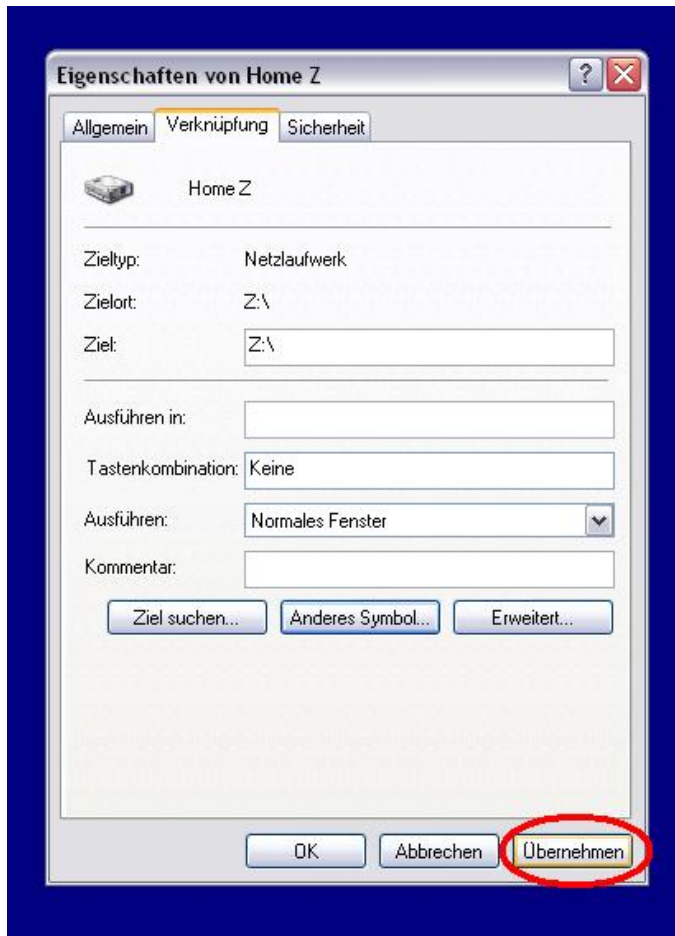 Eigenschaften von Home Z
Allgemein Verknüpfung Sicherheit
Home Z
Zieltyp: Netzlaufwerk
Zielort: Z:\
Ziel: Z:\
Ausführen in:
Tastenkombination: Keine
Ausführen: Normales Fenster
Kommentar:
Ziel suchen... Anderes Symbol... Erweitert...
OK Abbrechen Übernehmen